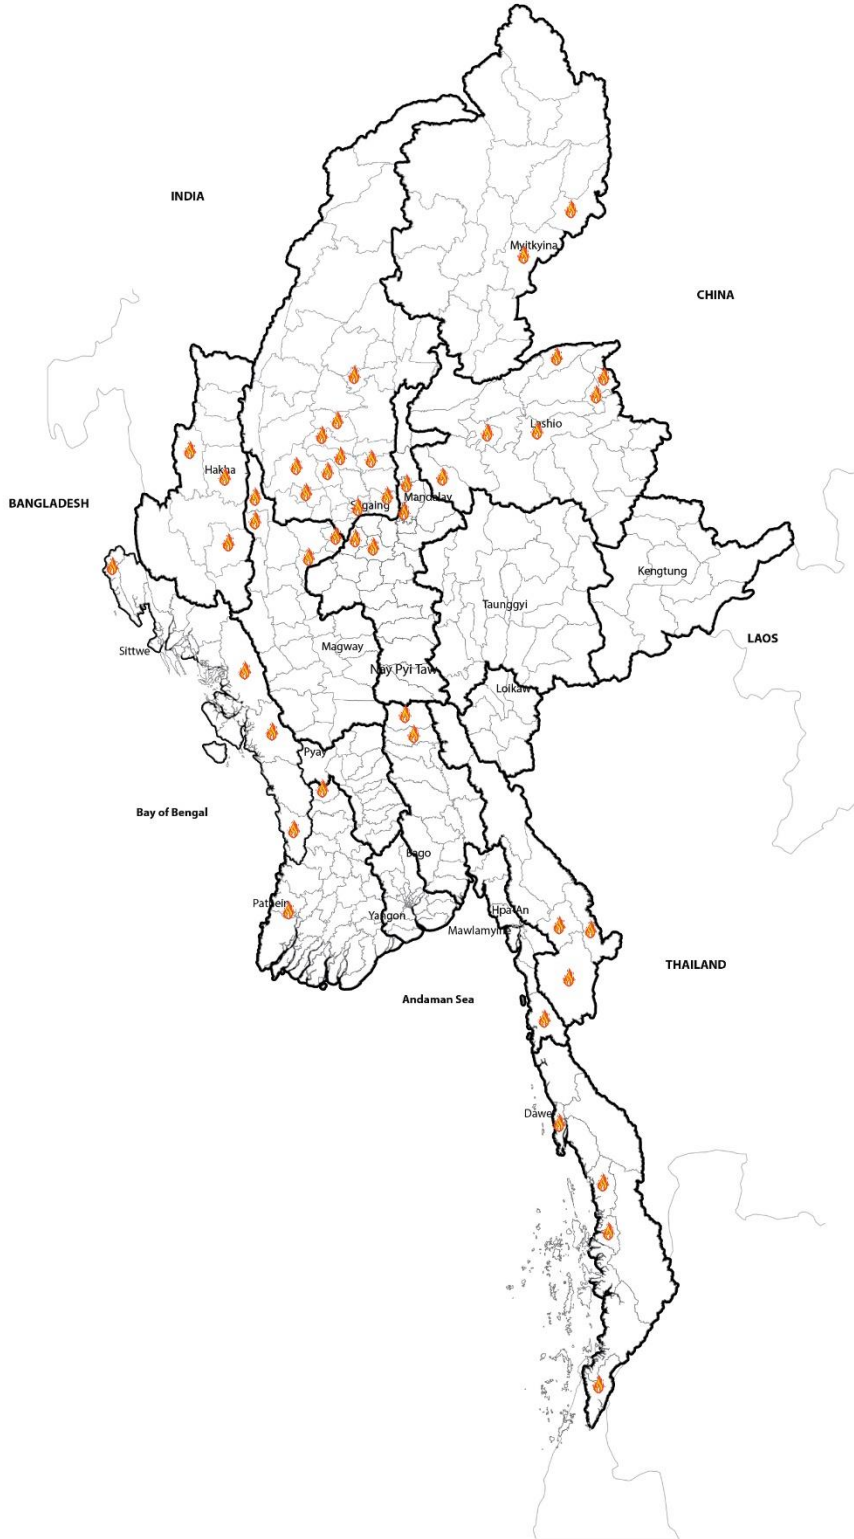 INDIA
Myitkyina
CHINA
Lashio
Hakha
BANGLADESH
Mandalay
Sagaing
Kengtung
Taunggyi
LAOS
Sittwe
Magway
Nay Pyi Taw
Loikaw
Pyay
Bay of Bengal
Bago
Pathein
Hpa-An
Yangon
Mawlamyine
THAILAND
Andaman Sea
Dawei